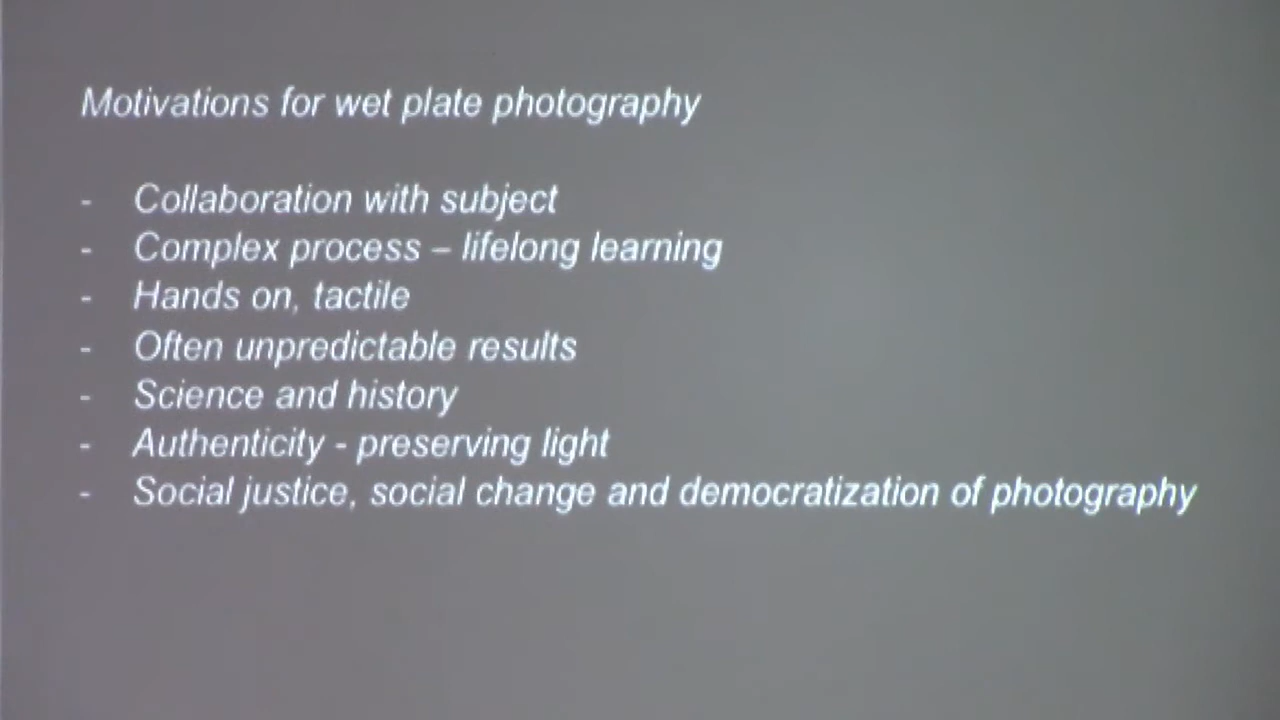 Motivations for wet plate photography
- Collaboration with subject
- Complex process – lifelong learning
- Hands on, tactile
- Often unpredictable results
- Science and history
- Authenticity - preserving light
- Social justice, social change and democratization of photography